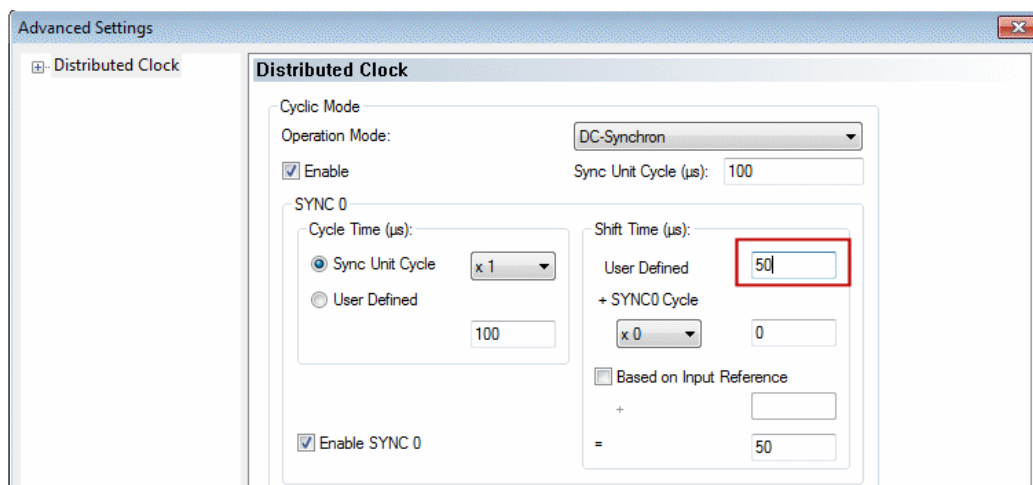 Advanced Settings
Distributed Clock
Distributed Clock
Cyclic Mode
Operation Mode:
DC-Synchron
Enable
Sync Unit Cycle (µs):
100
SYNC 0
Cycle Time (µs):
Sync Unit Cycle
x 1
User Defined
100
Shift Time (µs):
User Defined
50
+ SYNC0 Cycle
x 0
0
Based on Input Reference
+
Enable SYNC 0
=
50